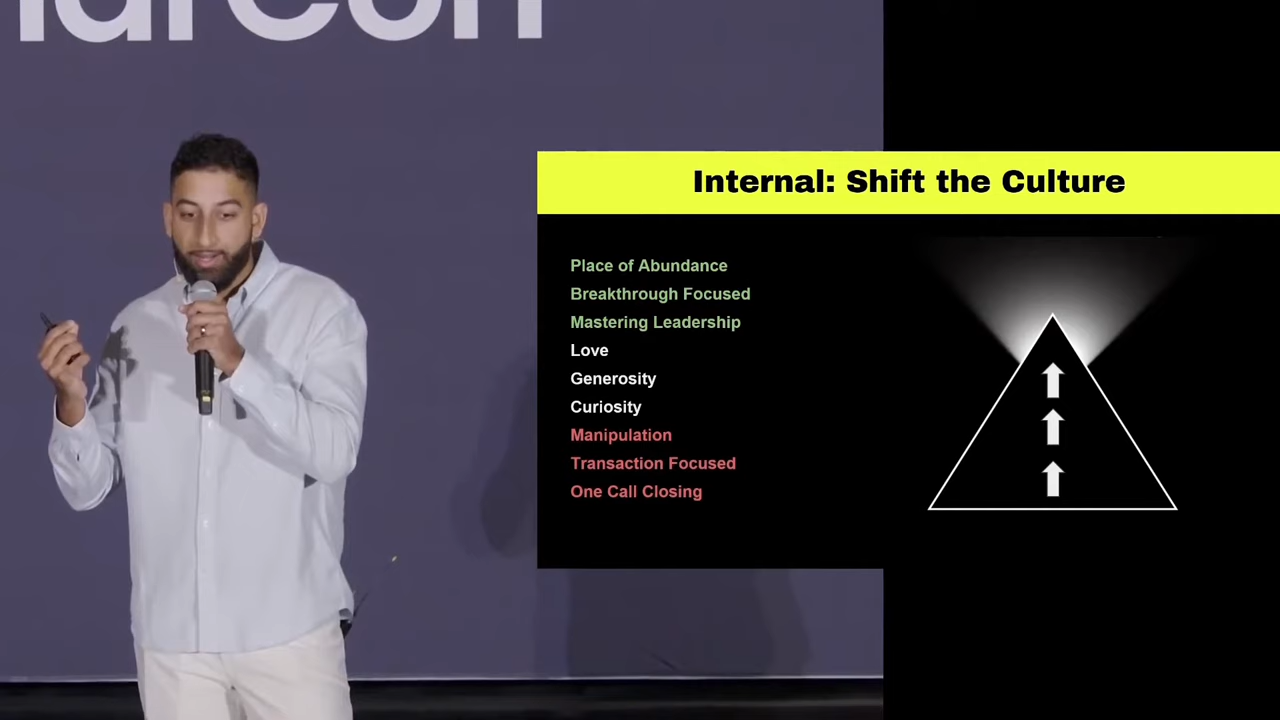 Internal: Shift the Culture
Place of Abundance
Breakthrough Focused
Mastering Leadership
Love
Generosity
Curiosity
Manipulation
Transaction Focused
One Call Closing